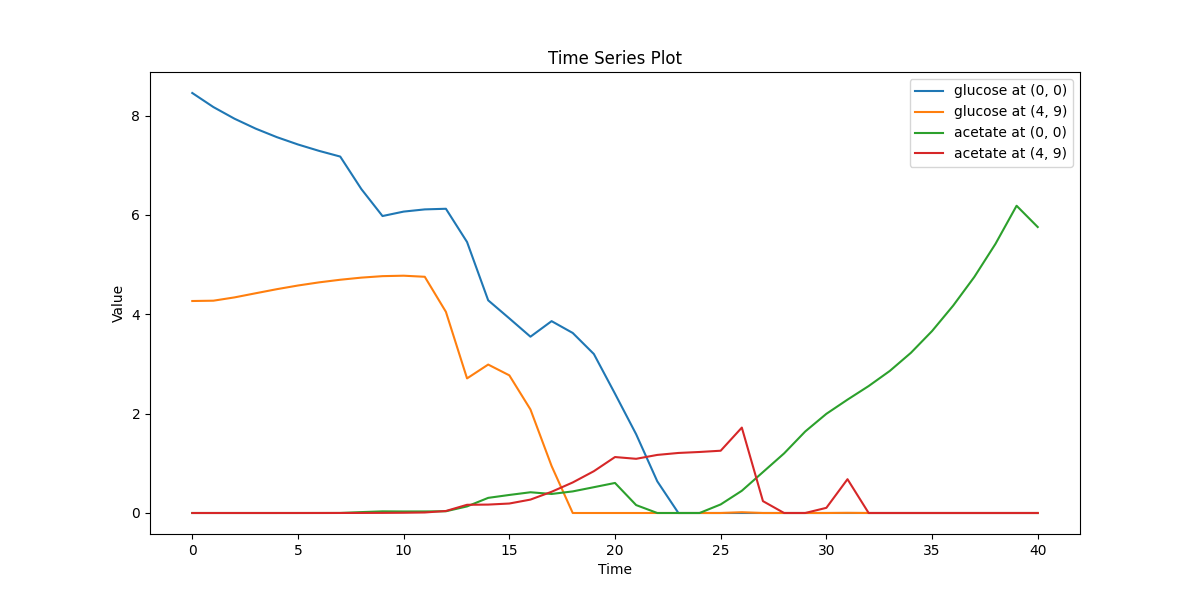 Time Series Plot
glucose at (0, 0)
glucose at (4, 9)
acetate at (0, 0)
acetate at (4, 9)
Value
8
6
4
2
0
0 5 10 15 20 25 30 35 40
Time